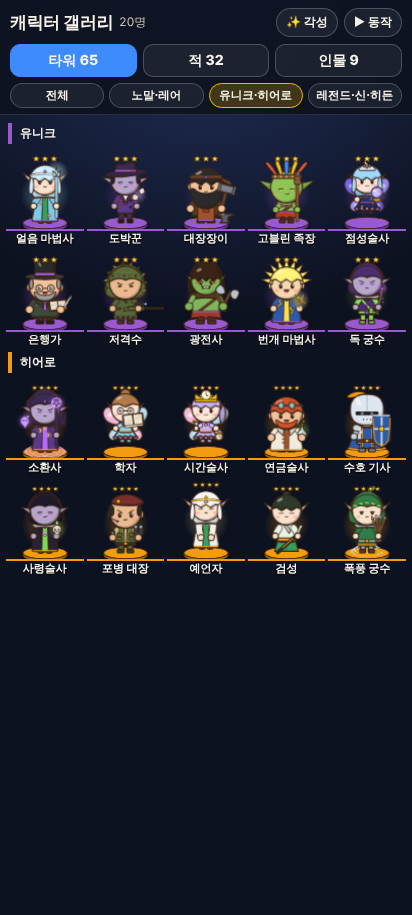 캐릭터 갤러리 20명 ✨ 각성 ▶ 동작
타워 65 적 32 인물 9
전체 노말·레어 유니크·히어로 레전드·신·히든
유니크
얼음 마법사 도박꾼 대장장이 고블린 족장 점성술사
은행가 저격수 광전사 번개 마법사 독 궁수
히어로
소환사 학자 시간술사 연금술사 수호 기사
사령술사 포병 대장 예언자 검성 폭풍 궁수